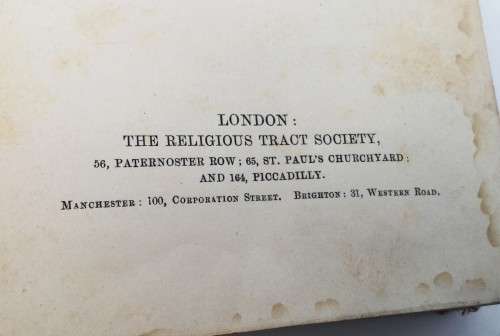 LONDON:
THE RELIGIOUS TRACT SOCIETY,
56, PATERNOSTER ROW; 65, ST. PAUL'S CHURCHYARD;
AND 164, PICCADILLY.
MANCHESTER: 100, CORPORATION STREET. BRIGHTON: 31, WESTERN ROAD.